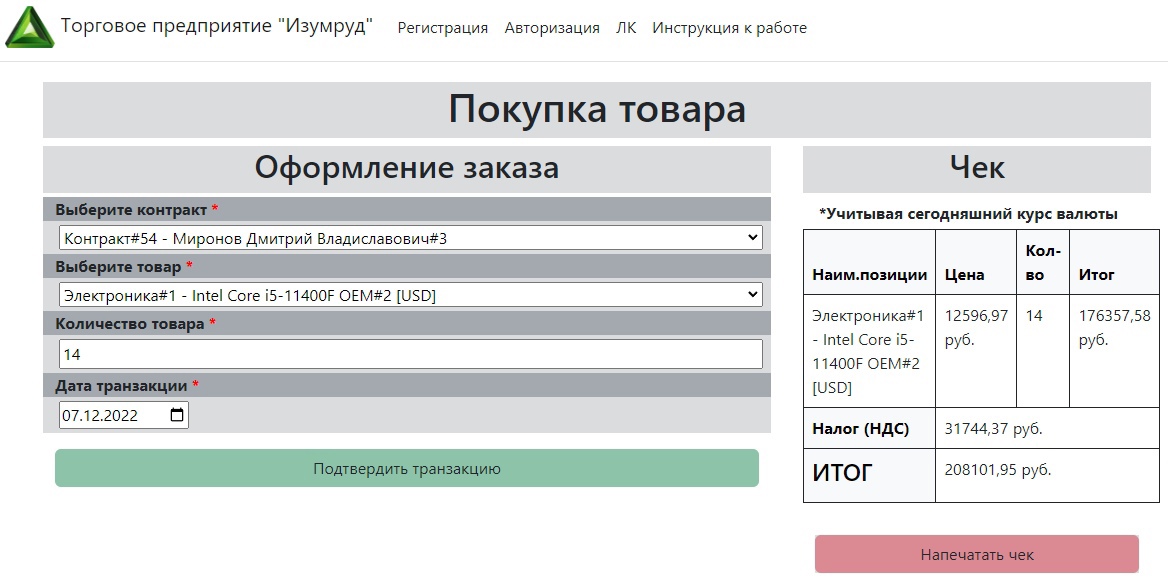 Торговое предприятие "Изумруд" Регистрация Авторизация ЛК Инструкция к работе
Покупка товара
Оформление заказа
Выберите контракт *
Контракт#54 - Миронов Дмитрий Владиславович#3
Выберите товар *
Электроника#1 - Intel Core i5-11400F OEM#2 [USD]
Количество товара *
14
Дата транзакции *
07.12.2022
Подтвердить транзакцию
Чек
*Учитывая сегодняшний курс валюты
Наим.позиции Цена Кол-
во Итог
Электроника#1 12596,97 14 176357,58
- Intel Core i5- руб. руб.
11400F OEM#2
[USD]
Налог (НДС) 31744,37 руб.
ИТОГ 208101,95 руб.
Напечатать чек